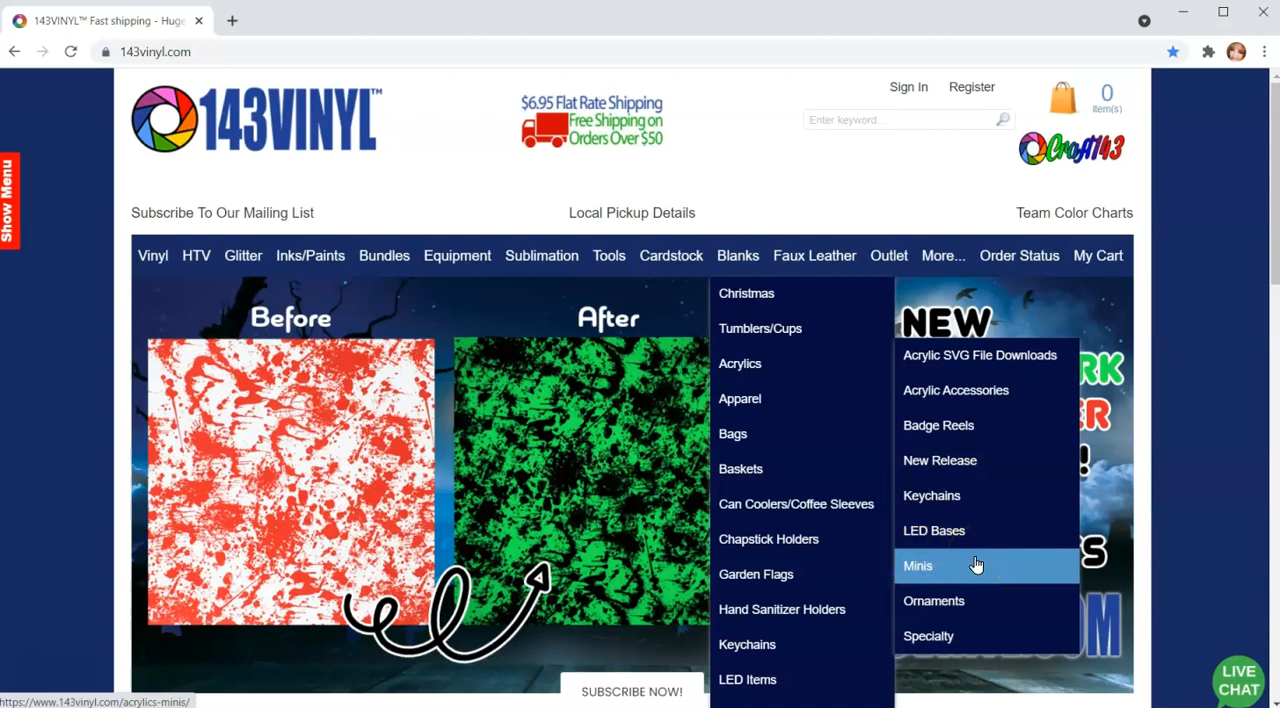 143VINYL™ Fast shipping - Huge
143vinyl.com
Show Menu
143VINYL™
$6.95 Flat Rate Shipping
Free Shipping on
Orders Over $50
Sign In Register
0
item(s)
Enter keyword...
Craft143
Subscribe To Our Mailing List Local Pickup Details Team Color Charts
Vinyl HTV Glitter Inks/Paints Bundles Equipment Sublimation Tools Cardstock Blanks Faux Leather Outlet More... Order Status My Cart
Before
After
NEW
Christmas
Tumblers/Cups
Acrylics
Apparel
Bags
Baskets
Can Coolers/Coffee Sleeves
Chapstick Holders
Garden Flags
Hand Sanitizer Holders
Keychains
LED Items
Acrylic SVG File Downloads
Acrylic Accessories
Badge Reels
New Release
Keychains
LED Bases
Minis
Ornaments
Specialty
SUBSCRIBE NOW!
LIVE
CHAT
https://www.143vinyl.com/acrylics-minis/